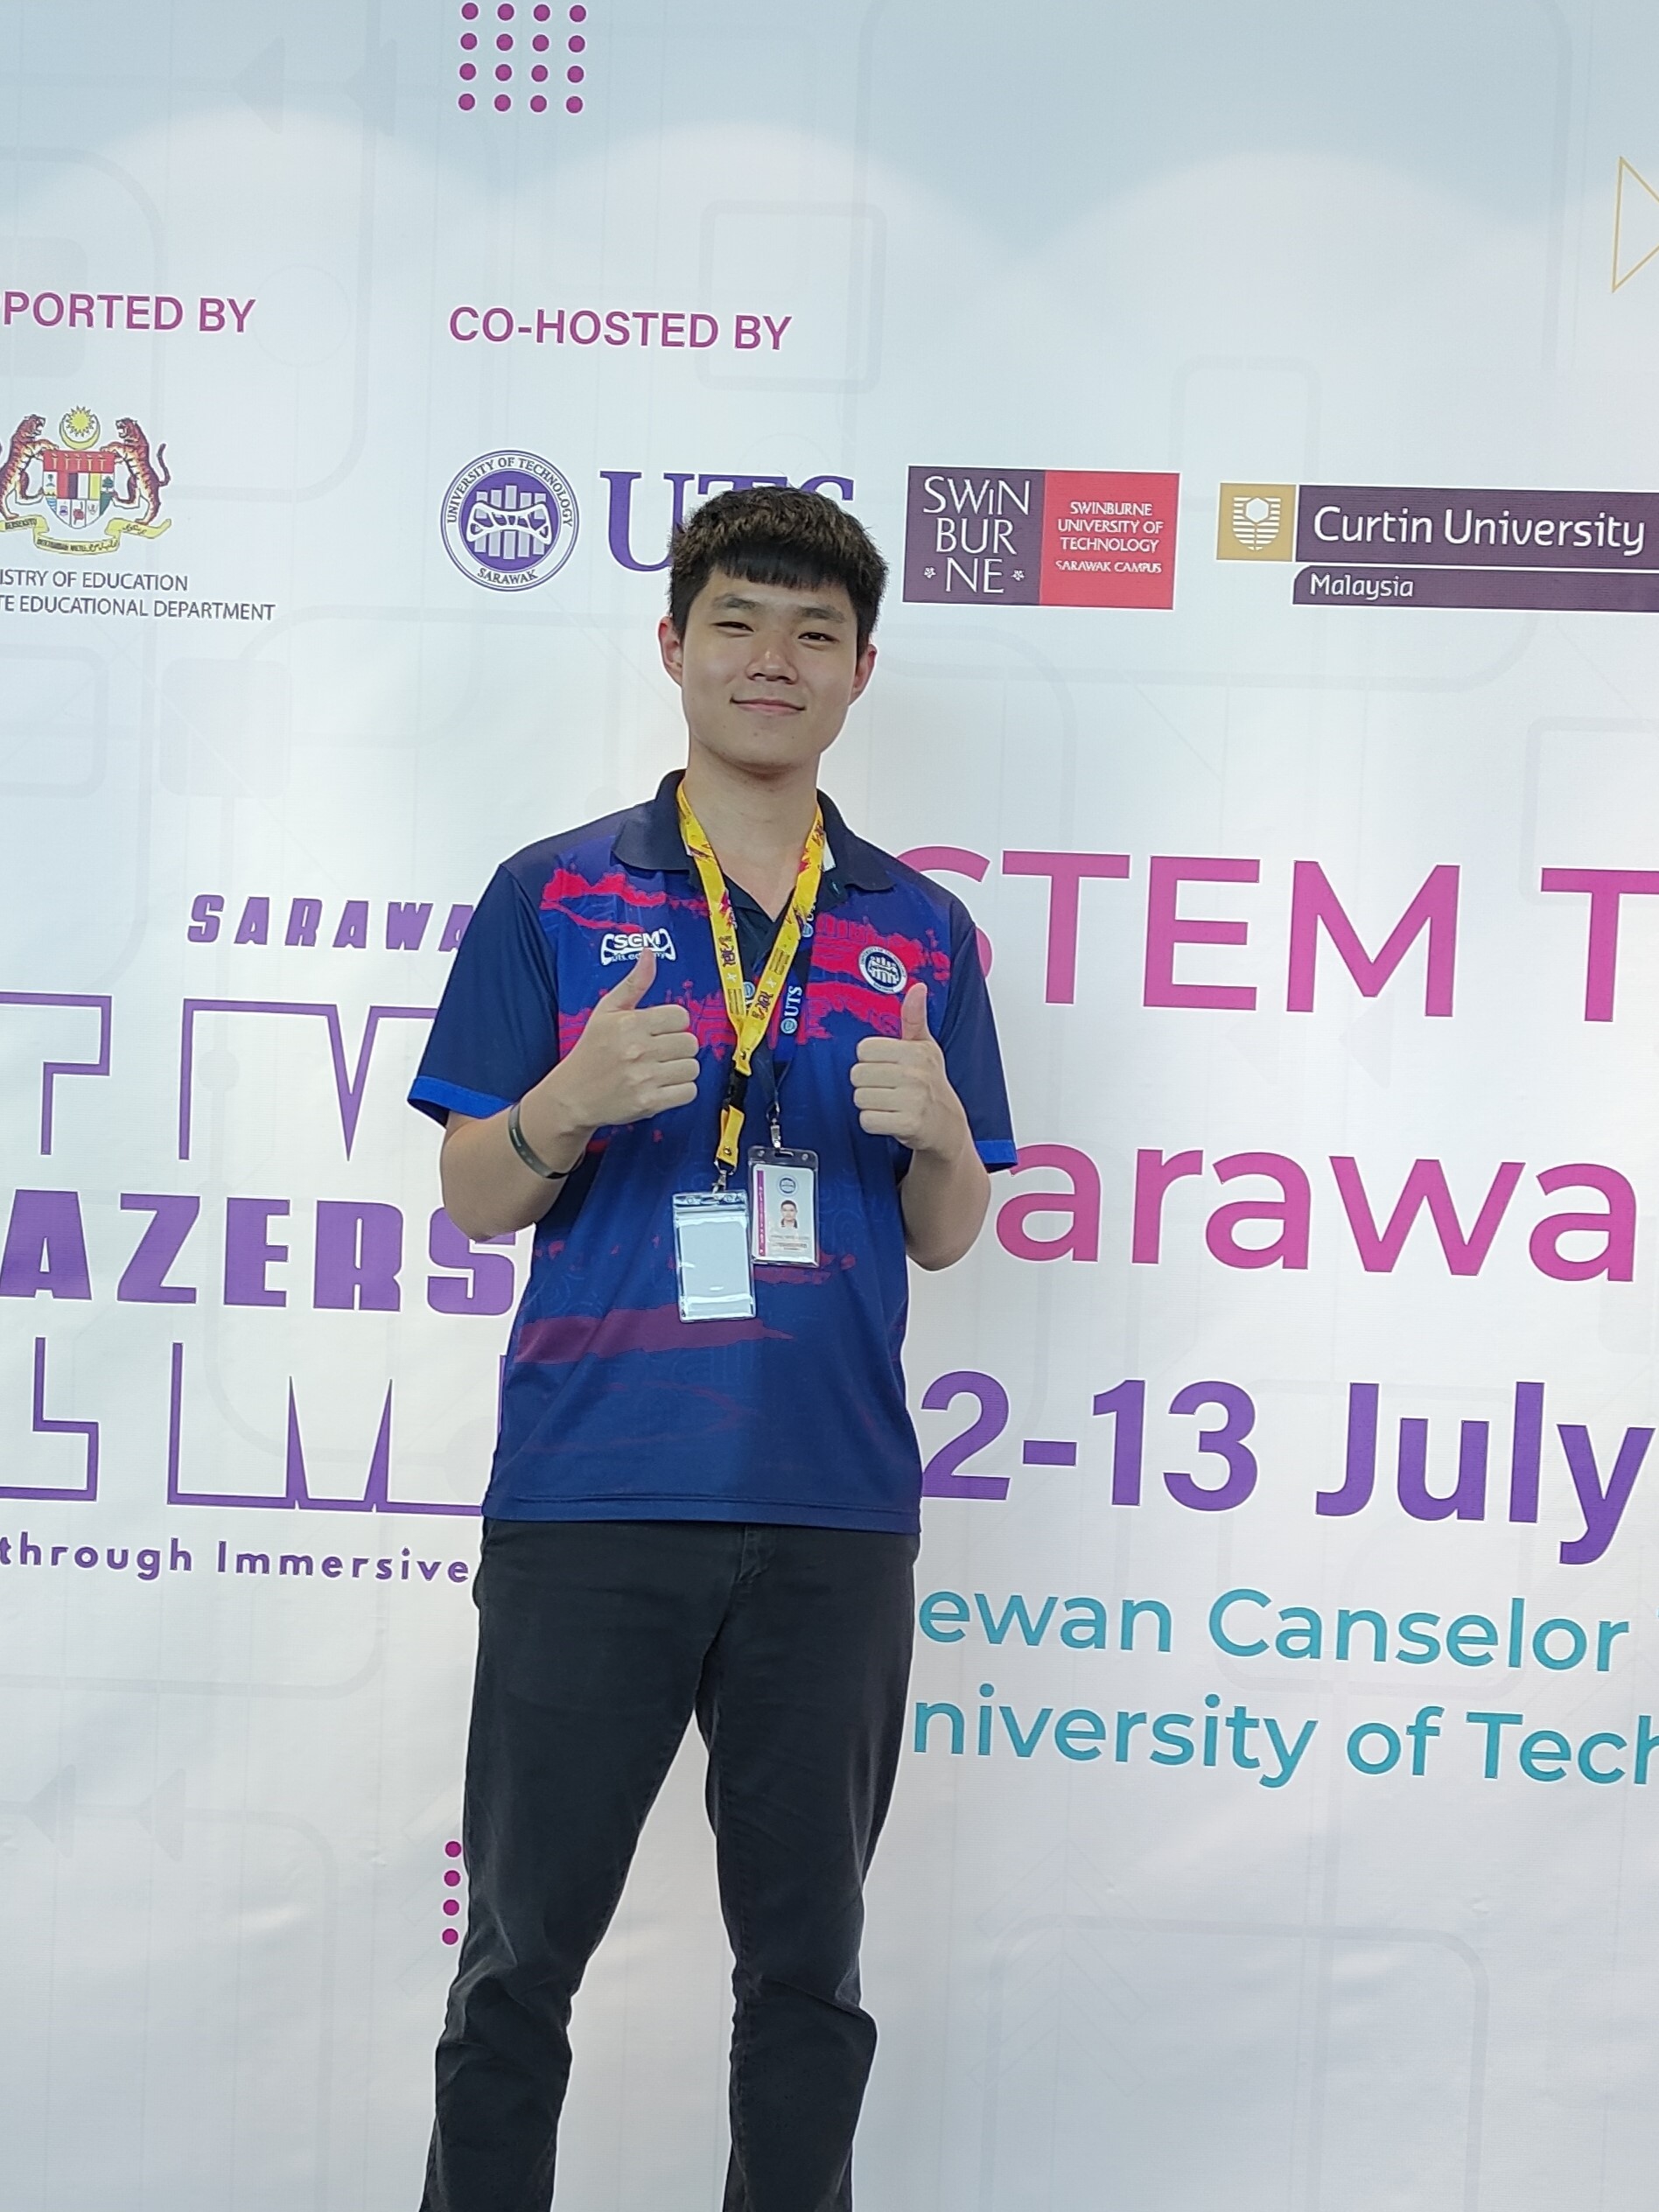 PORTED BY
CO-HOSTED BY
UNIVERSITY OF TECHNOLOGY
SARAWAK
SWIN
BUR
NE
SWINBURNE
UNIVERSITY OF
TECHNOLOGY
SARAWAK CAMPUS
Curtin University
Malaysia
ISTRY OF EDUCATION
TE EDUCATIONAL DEPARTMENT
SARAWA
STEM T
AZERS
arawa
2-13 July
through Immersive
ewan Canselor
niversity of Tech
SCM
UTS